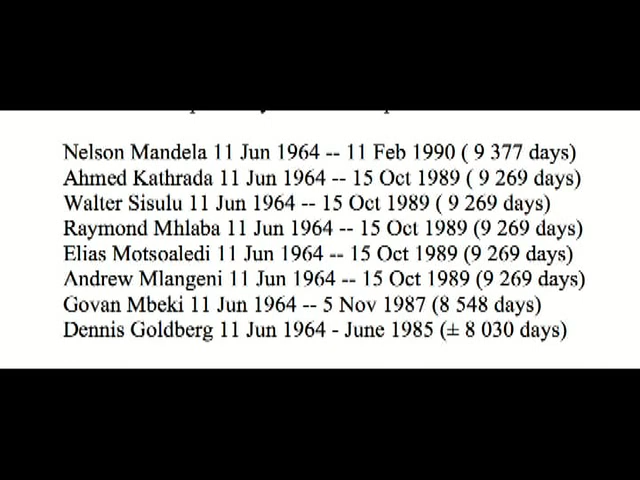 Nelson Mandela 11 Jun 1964 -- 11 Feb 1990 ( 9 377 days)
Ahmed Kathrada 11 Jun 1964 -- 15 Oct 1989 ( 9 269 days)
Walter Sisulu 11 Jun 1964 -- 15 Oct 1989 ( 9 269 days)
Raymond Mhlaba 11 Jun 1964 -- 15 Oct 1989 (9 269 days)
Elias Motsoaledi 11 Jun 1964 -- 15 Oct 1989 (9 269 days)
Andrew Mlangeni 11 Jun 1964 -- 15 Oct 1989 (9 269 days)
Govan Mbeki 11 Jun 1964 -- 5 Nov 1987 (8 548 days)
Dennis Goldberg 11 Jun 1964 - June 1985 (± 8 030 days)